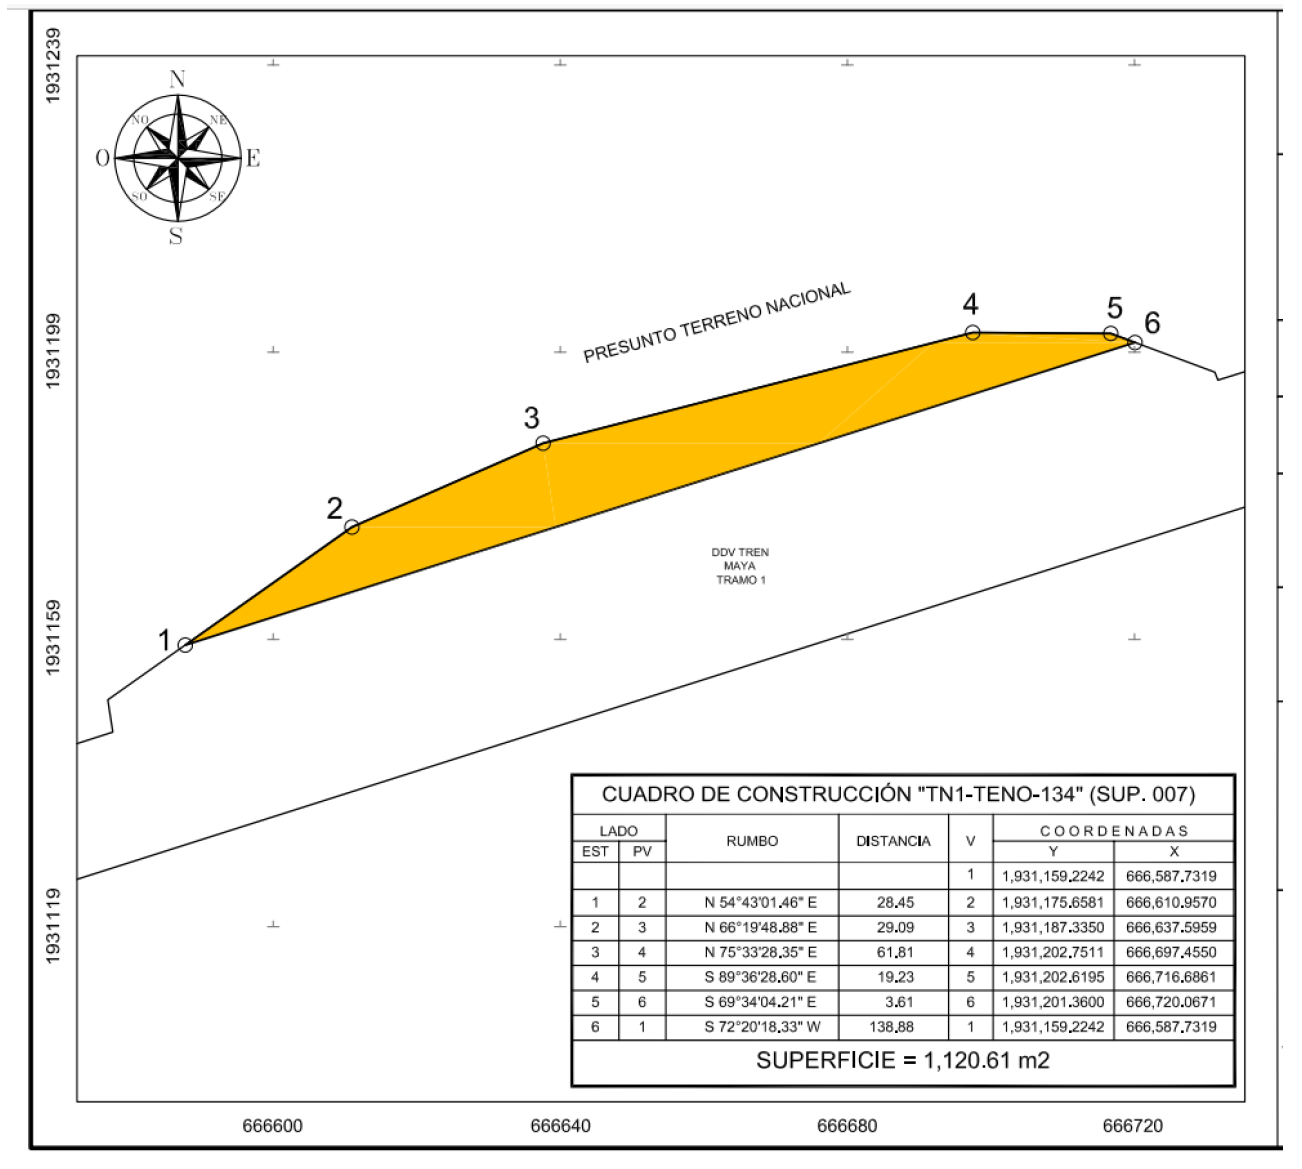 1931239
N
NO NE
O E
SO SE
S
PRESUNTO TERRENO NACIONAL
4
5
6
1931199
3
2
DDV TREN
MAYA
TRAMO 1
1
1931159
1931119
CUADRO DE CONSTRUCCIÓN "TN1-TENO-134" (SUP. 007)
LADO RUMBO DISTANCIA V COORDENADAS
EST PV Y X
1 1,931,159.2242 666,587.7319
1 2 N 54°43'01.46" E 28.45 2 1,931,175.6581 666,610.9570
2 3 N 66°19'48.88" E 29.09 3 1,931,187.3350 666,637.5959
3 4 N 75°33'28.35" E 61.81 4 1,931,202.7511 666,697.4550
4 5 S 89°36'28.60" E 19.23 5 1,931,202.6195 666,716.6861
5 6 S 69°34'04.21" E 3.61 6 1,931,201.3600 666,720.0671
6 1 S 72°20'18.33" W 138.88 1 1,931,159.2242 666,587.7319
SUPERFICIE = 1,120.61 m2
666600 666640 666680 666720